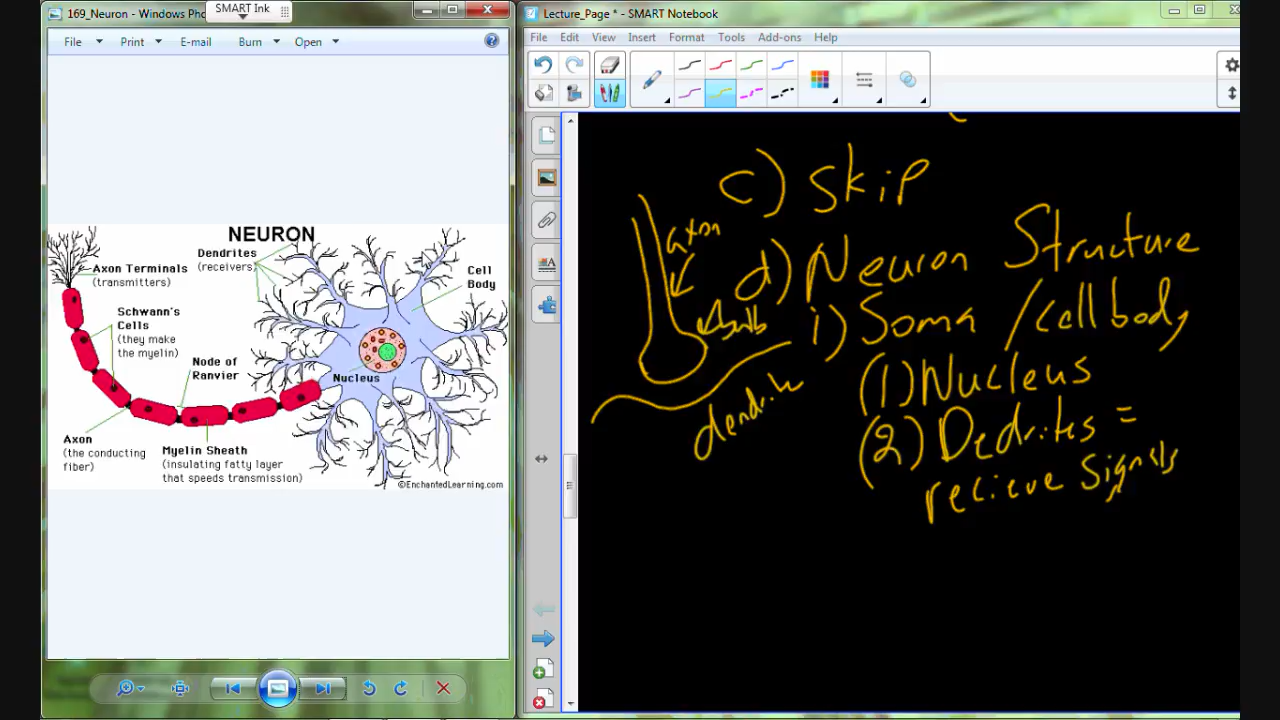 169_Neuron - Windows Pho
SMART Ink
File Print E-mail Burn Open
NEURON
Dendrites
(receivers)
Cell
Body
Axon Terminals
(transmitters)
Schwann's
Cells
(they make
the myelin)
Node of
Ranvier
Nucleus
Axon
(the conducting
fiber)
Myelin Sheath
(insulating fatty layer
that speeds transmission)
©EnchantedLearning.com
Lecture_Page * - SMART Notebook
File Edit View Insert Format Tools Add-ons Help
c) Skip
axon
d) Neuron Structure
bulb
i) Soma /cell body
dendrite
(1) Nucleus
(2) Dedrites =
recieve Signals